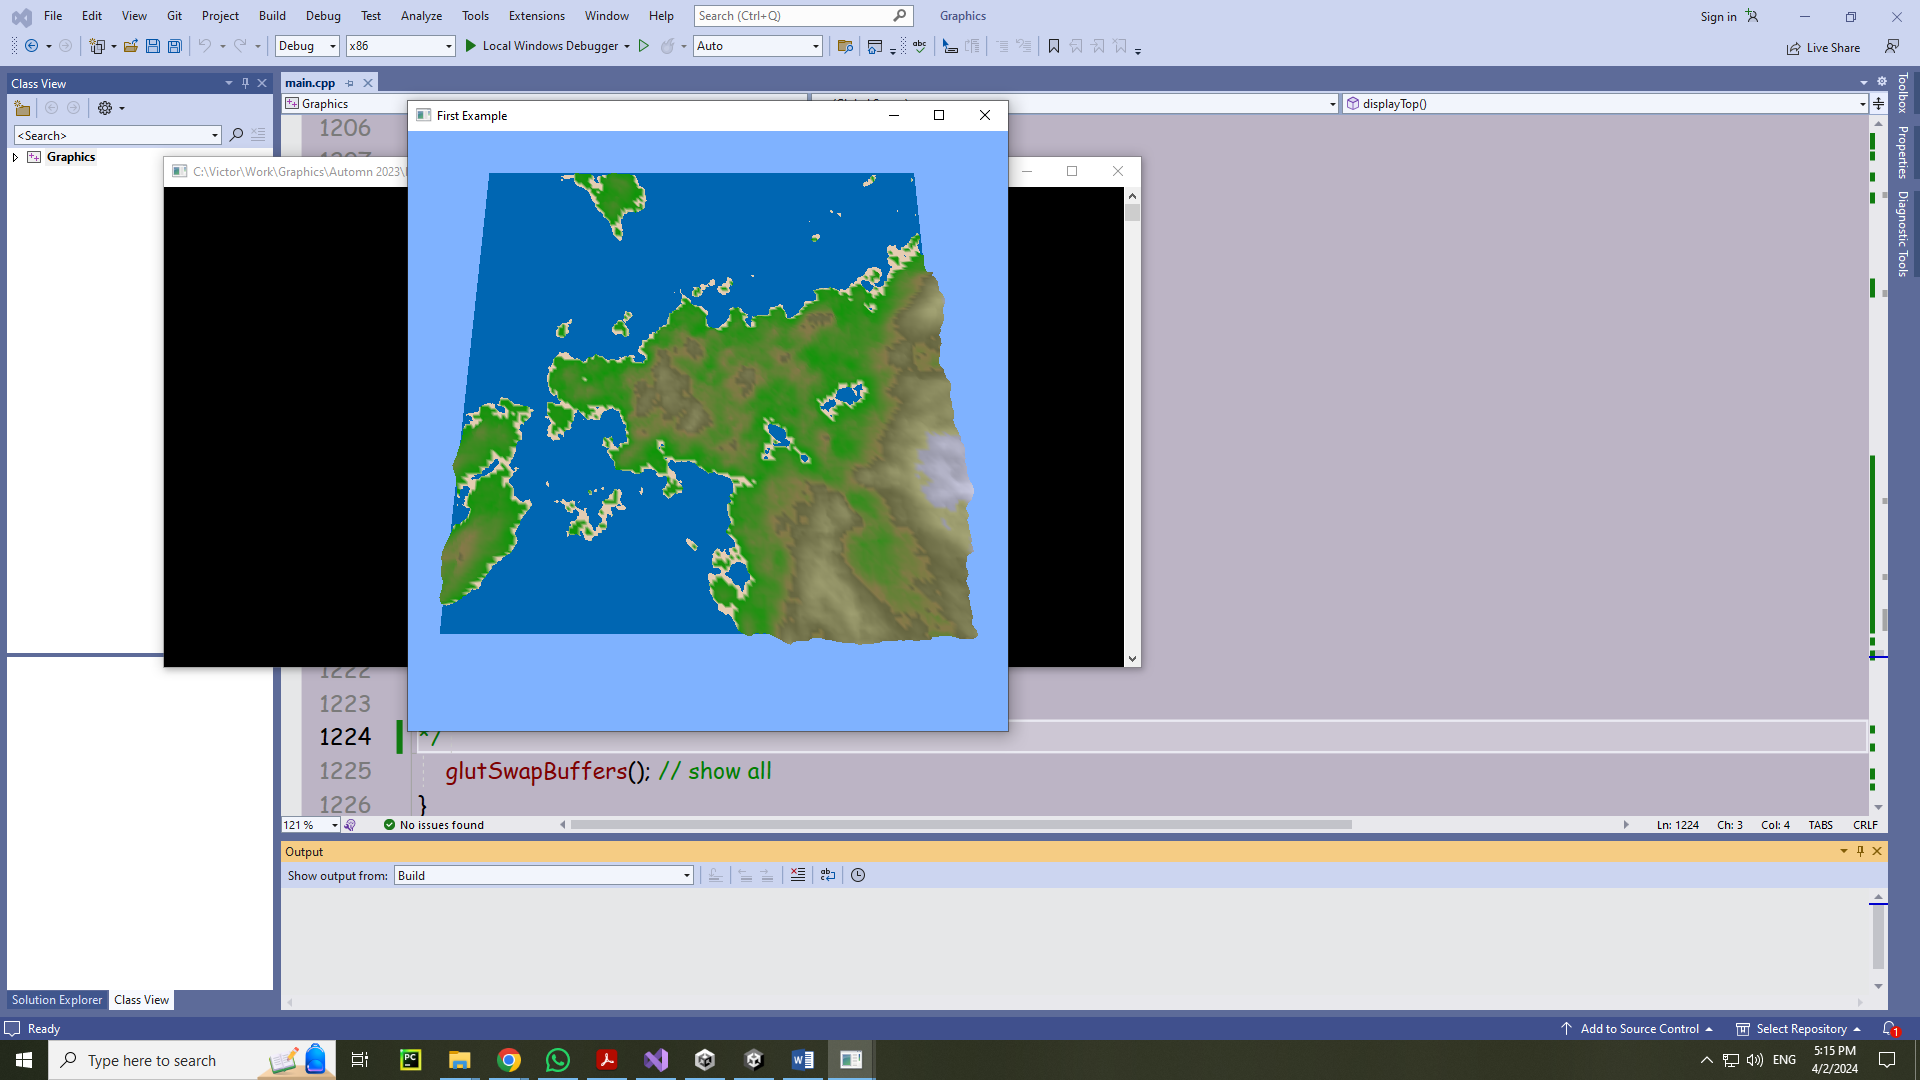 File Edit View Git Project Build Debug Test Analyze Tools Extensions Window Help Search (Ctrl+Q) Graphics Sign in
Debug x86 Local Windows Debugger Auto Live Share
Class View
main.cpp
Graphics displayTop()
<Search>
Graphics
First Example
C:\Victor\Work\Graphics\Automn 2023\
1206
1222
1223
1224 */
1225 glutSwapBuffers(); // show all
1226 }
121 % No issues found Ln: 1224 Ch: 3 Col: 4 TABS CRLF
Output
Show output from: Build
Toolbox
Properties
Diagnostic Tools
Solution Explorer Class View
Ready Add to Source Control Select Repository 1
Type here to search ENG
5:15 PM
4/2/2024